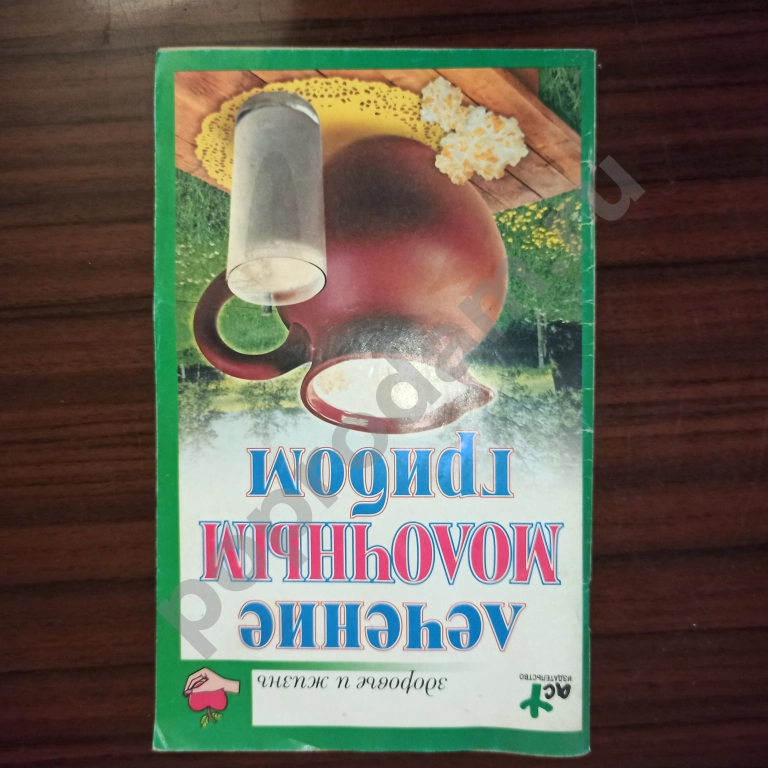 аст
ИЗДАТЕЛЬСТВО
здоровье и жизнь
лечение
МОЛОЧНЫМ
грибом